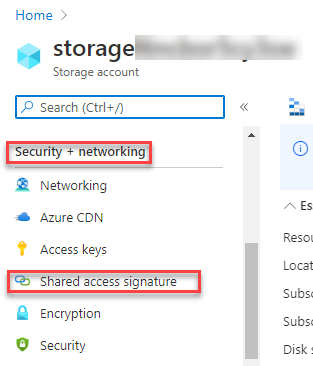 Home
storage
Storage account
Search (Ctrl+/)
Security + networking
Networking
Azure CDN
Access keys
Shared access signature
Encryption
Security
Es
Resou
Locat
Subsc
Subsc
Disk s